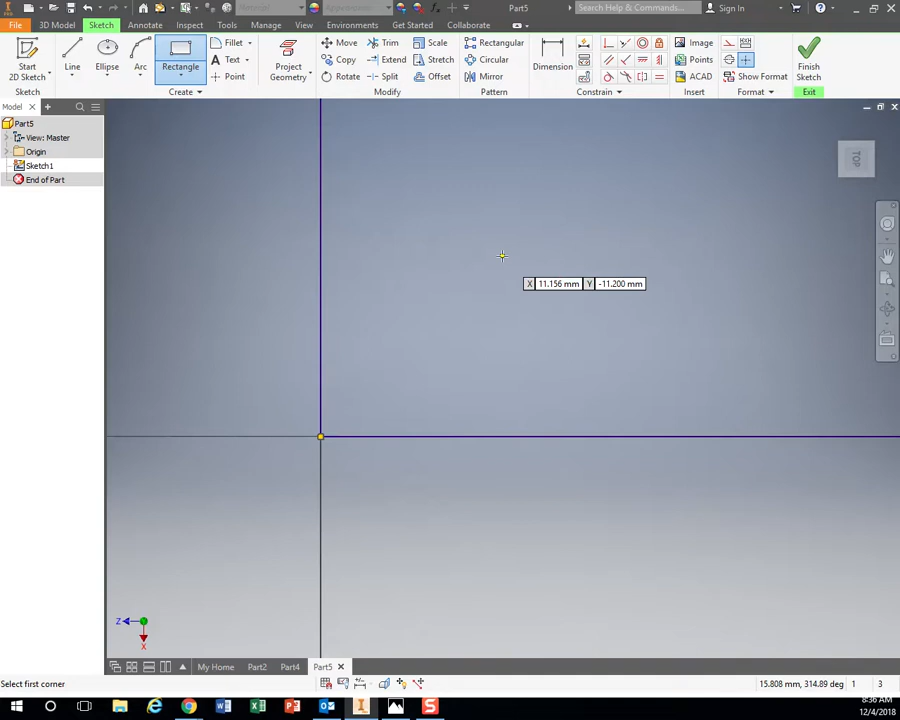 Part5
Search Help & Commands...
Sign In
File
3D Model
Sketch
Annotate
Inspect
Tools
Manage
View
Environments
Get Started
Collaborate
Start
2D Sketch
Line
Ellipse
Arc
Rectangle
Fillet
Text
Point
Project
Geometry
Move
Trim
Scale
Copy
Extend
Stretch
Rotate
Split
Offset
Rectangular
Circular
Mirror
Dimension
Image
Points
ACAD
Show Format
Finish
Sketch
Sketch
Create
Modify
Pattern
Constrain
Insert
Format
Exit
Model
Part5
View: Master
Origin
Sketch1
End of Part
TOP
X 11.156 mm Y -11.200 mm
Z
X
My Home
Part2
Part4
Part5
Select first corner
15.808 mm, 314.89 deg 1 3
8:36 AM
12/4/2018